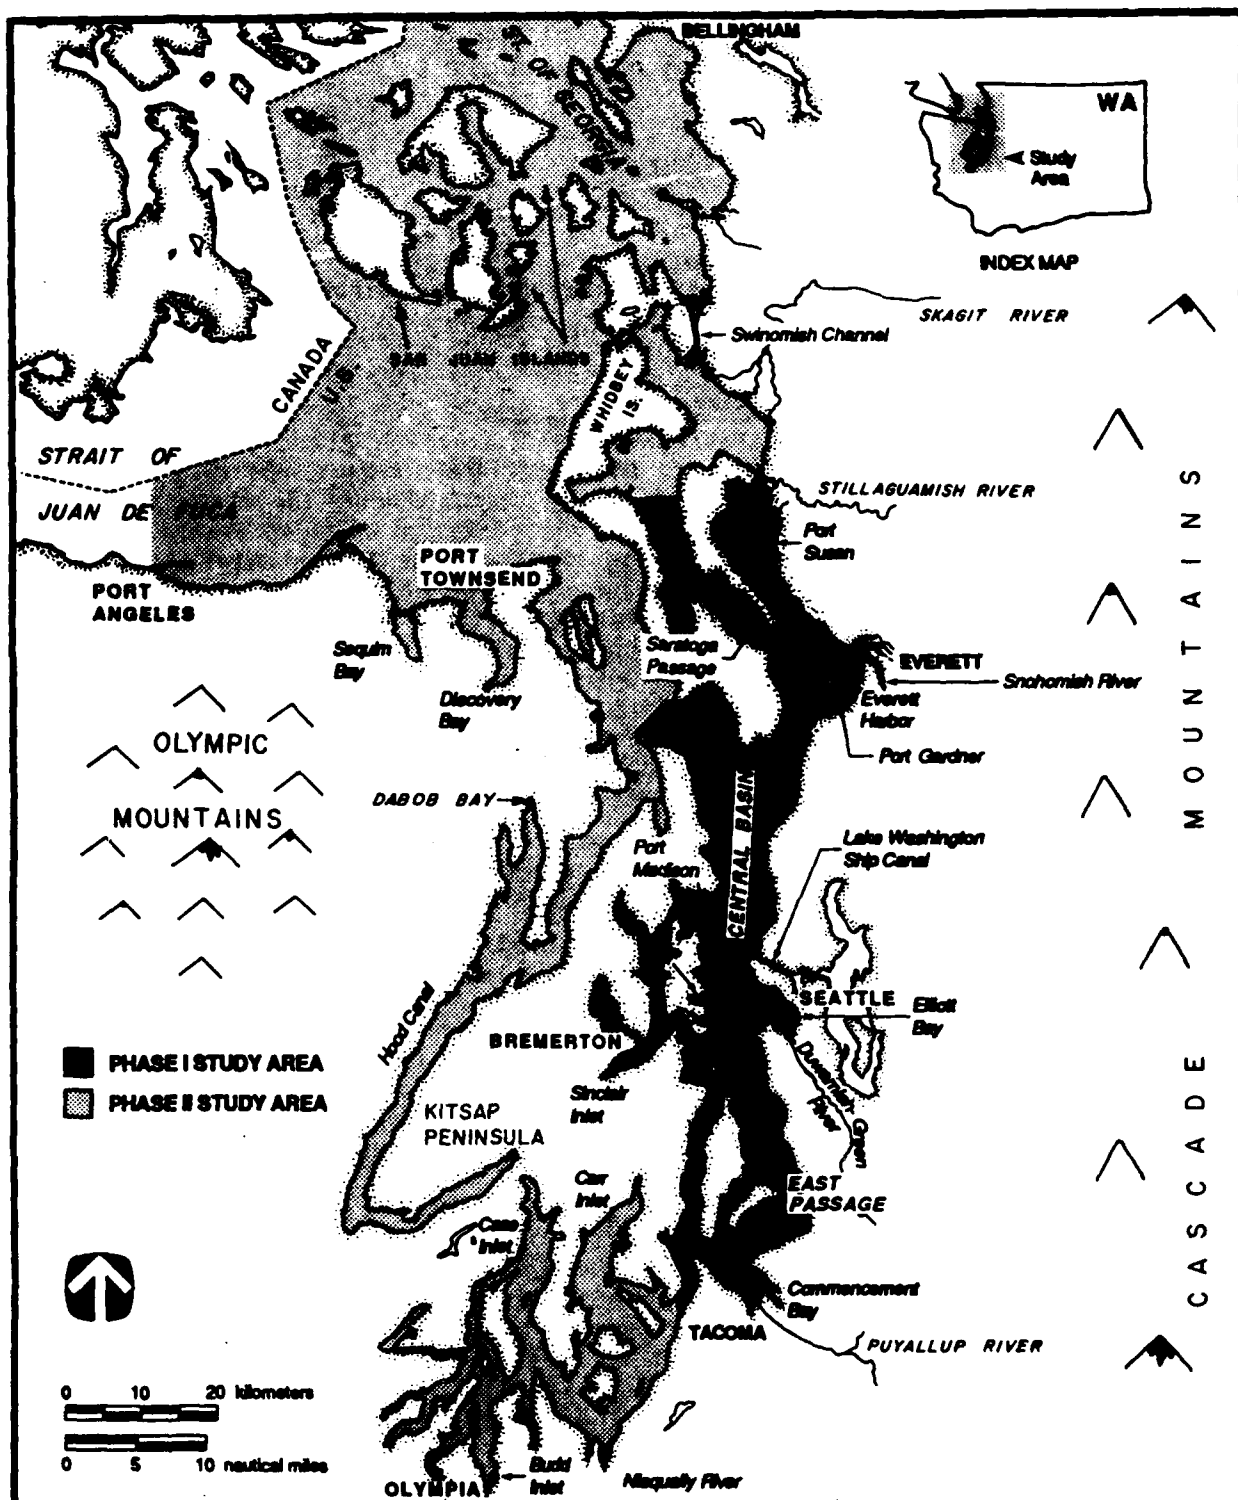 BELLINGHAM
ST. OF
GEORGIA
WA
Study
Area
INDEX MAP
SKAGIT RIVER
Swinomish Channel
SAN JUAN ISLANDS
CANADA
U.S.
WHIDBEY
IS.
STRAIT OF
JUAN DE FUCA
STILLAGUAMISH RIVER
Port
Susan
PORT
TOWNSEND
PORT
ANGELES
Sequim
Bay
Discovery
Bay
Saratoga
Passage
EVERETT
Snohomish River
Everett
Harbor
Port Gardner
OLYMPIC
MOUNTAINS
DABOB BAY
CENTRAL BASIN
Port
Madison
Lake Washington
Ship Canal
SEATTLE
Elliott
Bay
Hood Canal
BREMERTON
Sinclair
Inlet
Duwamish
River
Green
PHASE I STUDY AREA
PHASE II STUDY AREA
KITSAP
PENINSULA
EAST
PASSAGE
Carr
Inlet
Case
Inlet
Commencement
Bay
TACOMA
PUYALLUP RIVER
CASCADE MOUNTAINS
0 10 20 kilometers
0 5 10 nautical miles
Budd
Inlet
OLYMPIA
Nisqually River